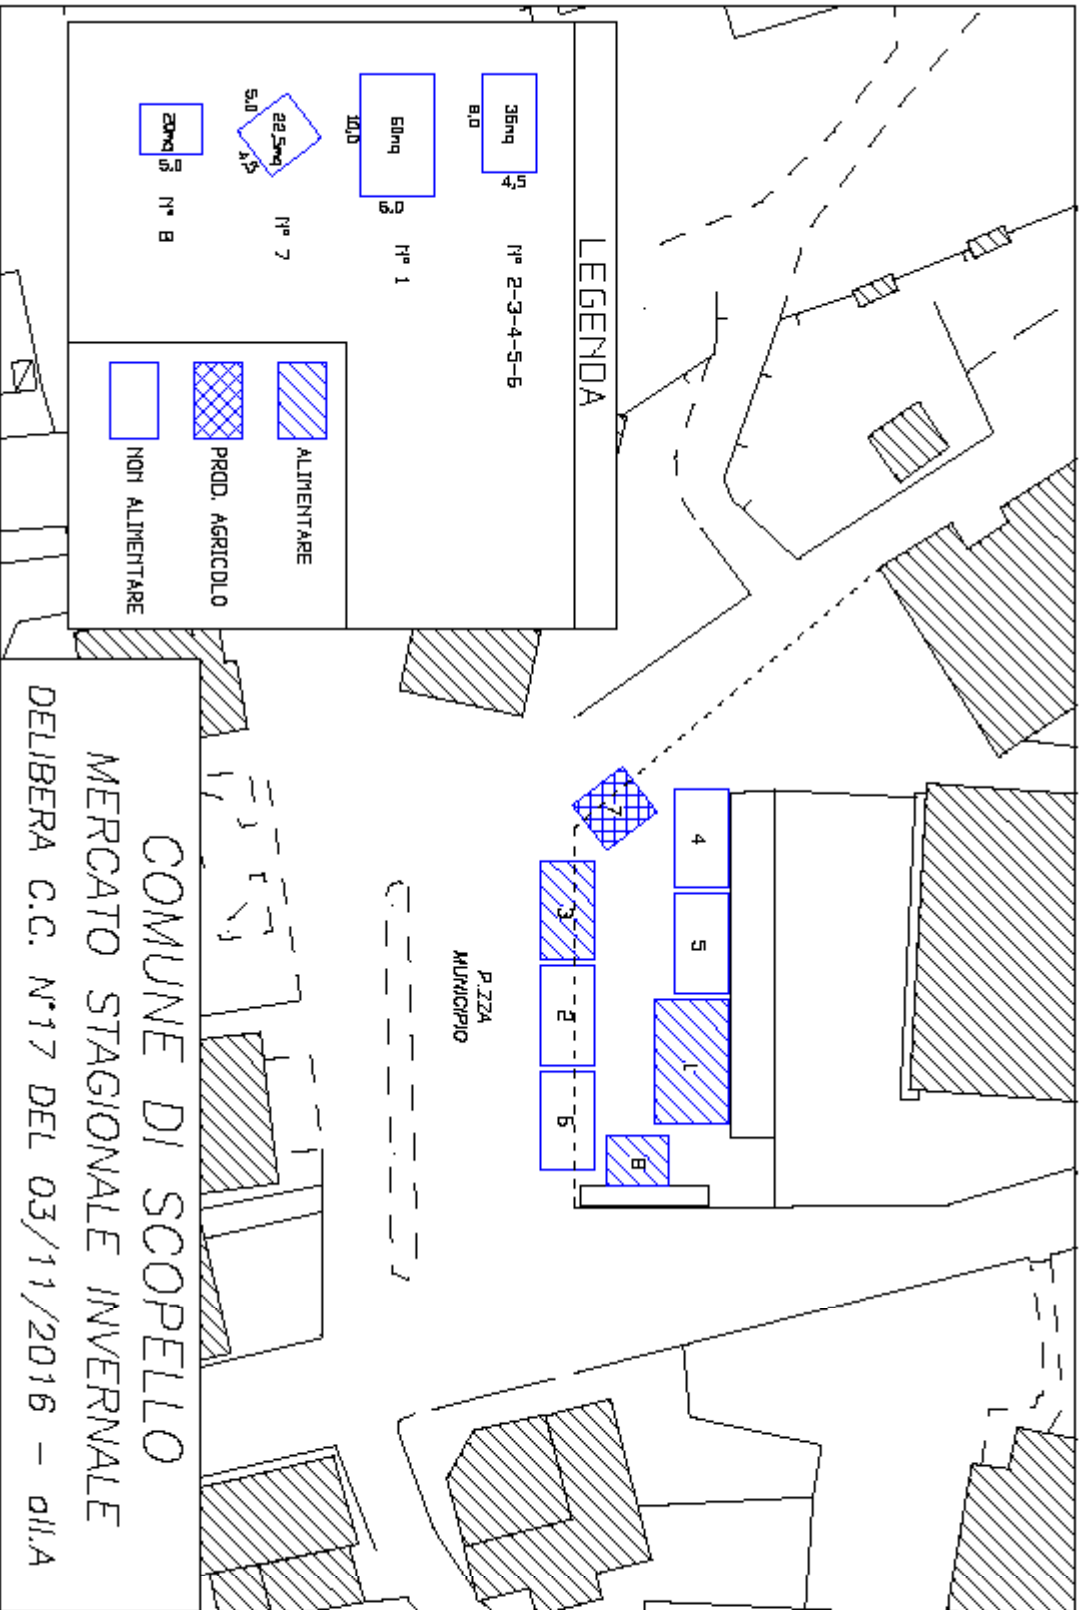 LEGENDA
36mq
8,0
4,5
N° 2-3-4-5-6
60mq
10,0
6,0
N° 1
22,5mq
5,0
4,5
N° 7
20mq
5,0
N° 8
ALIMENTARE
PROD. AGRICOLO
NON ALIMENTARE
4
5
1
8
7
3
2
6
P.ZZA
MUNICIPIO
COMUNE DI SCOPELLO
MERCATO STAGIONALE INVERNALE
DELIBERA C.C. N°17 DEL 03/11/2016 - all.A